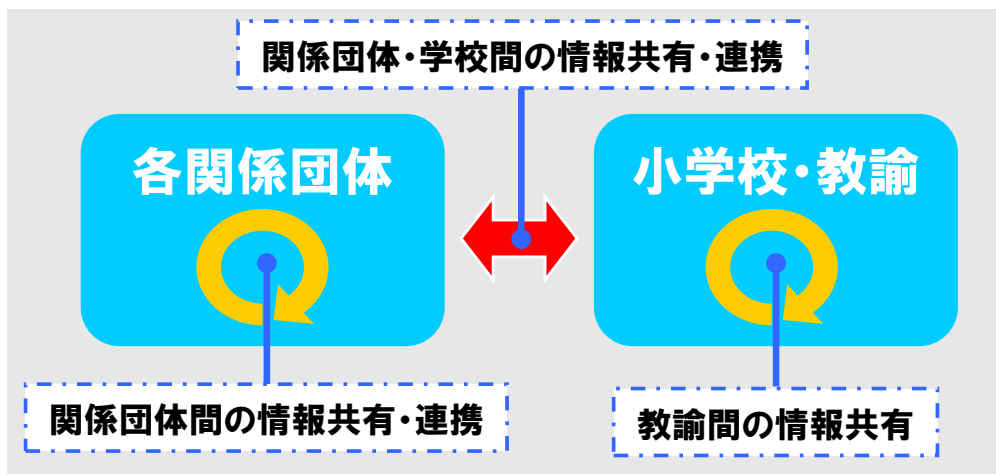 関係団体・学校間の情報共有・連携
各関係団体
小学校・教諭
関係団体間の情報共有・連携
教諭間の情報共有